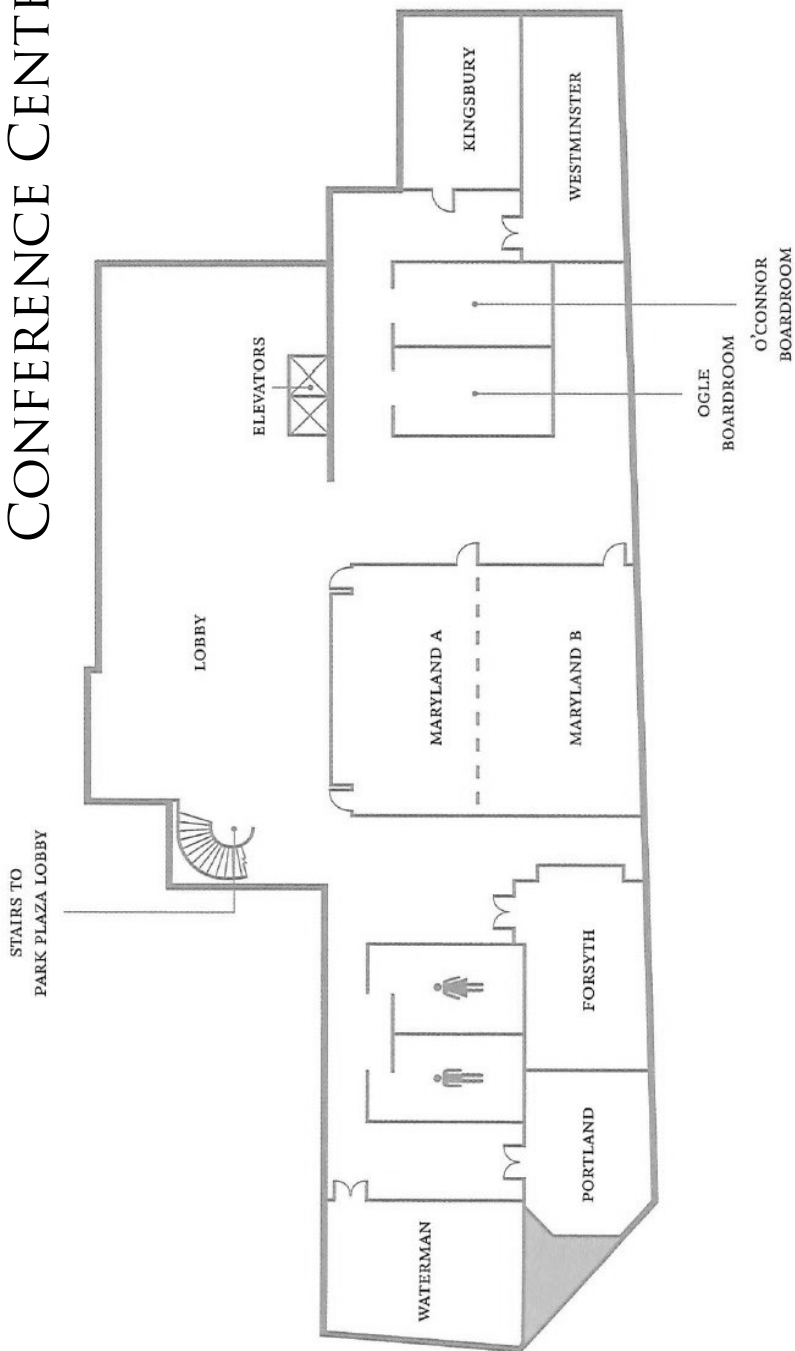 CONFERENCE CENTE
STAIRS TO
PARK PLAZA LOBBY
LOBBY
ELEVATORS
WATERMAN
MARYLAND A
KINGSBURY
PORTLAND
FORSYTH
MARYLAND B
WESTMINSTER
OGLE
BOARDROOM
O'CONNOR
BOARDROOM